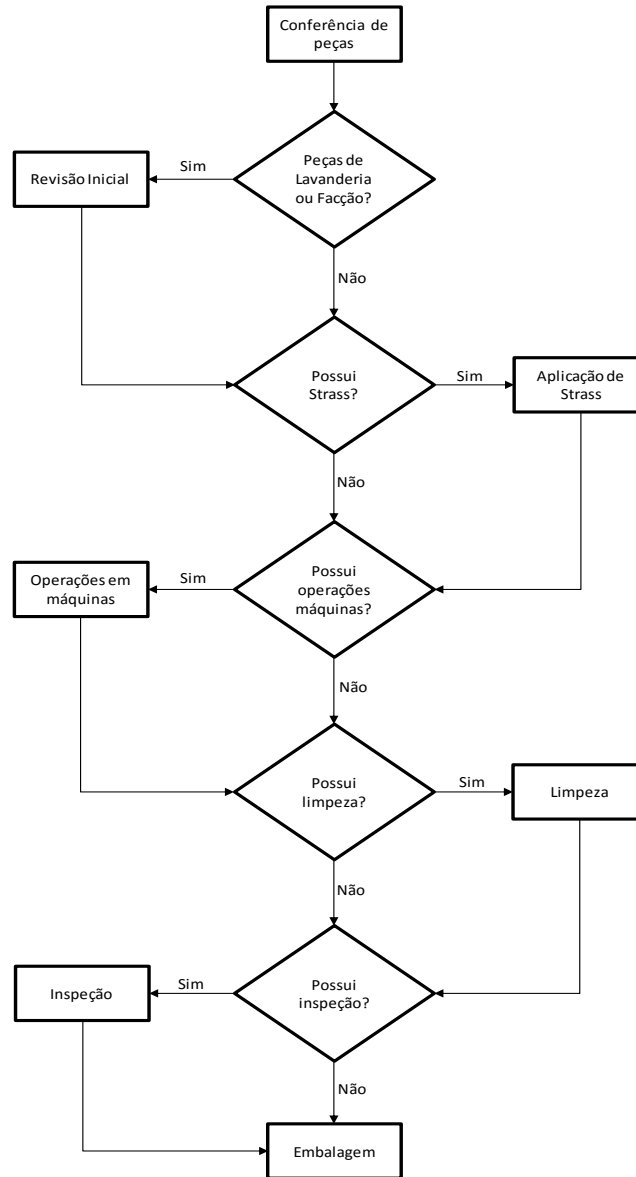 Conferência de
peças
Peças de
Lavanderia
ou Facção?
Sim
Revisão Inicial
Não
Possui
Strass?
Sim
Aplicação de
Strass
Não
Possui
operações
máquinas?
Sim
Operações em
máquinas
Não
Possui
limpeza?
Sim
Limpeza
Não
Possui
inspeção?
Sim
Inspeção
Não
Embalagem